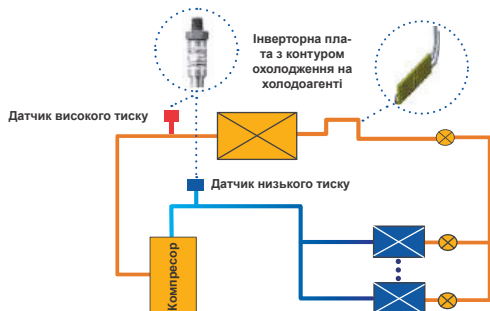 Інверторна пла-
та з контуром
охолодження на
холодоагенті
Датчик високого тиску
Датчик низького тиску
Компресор